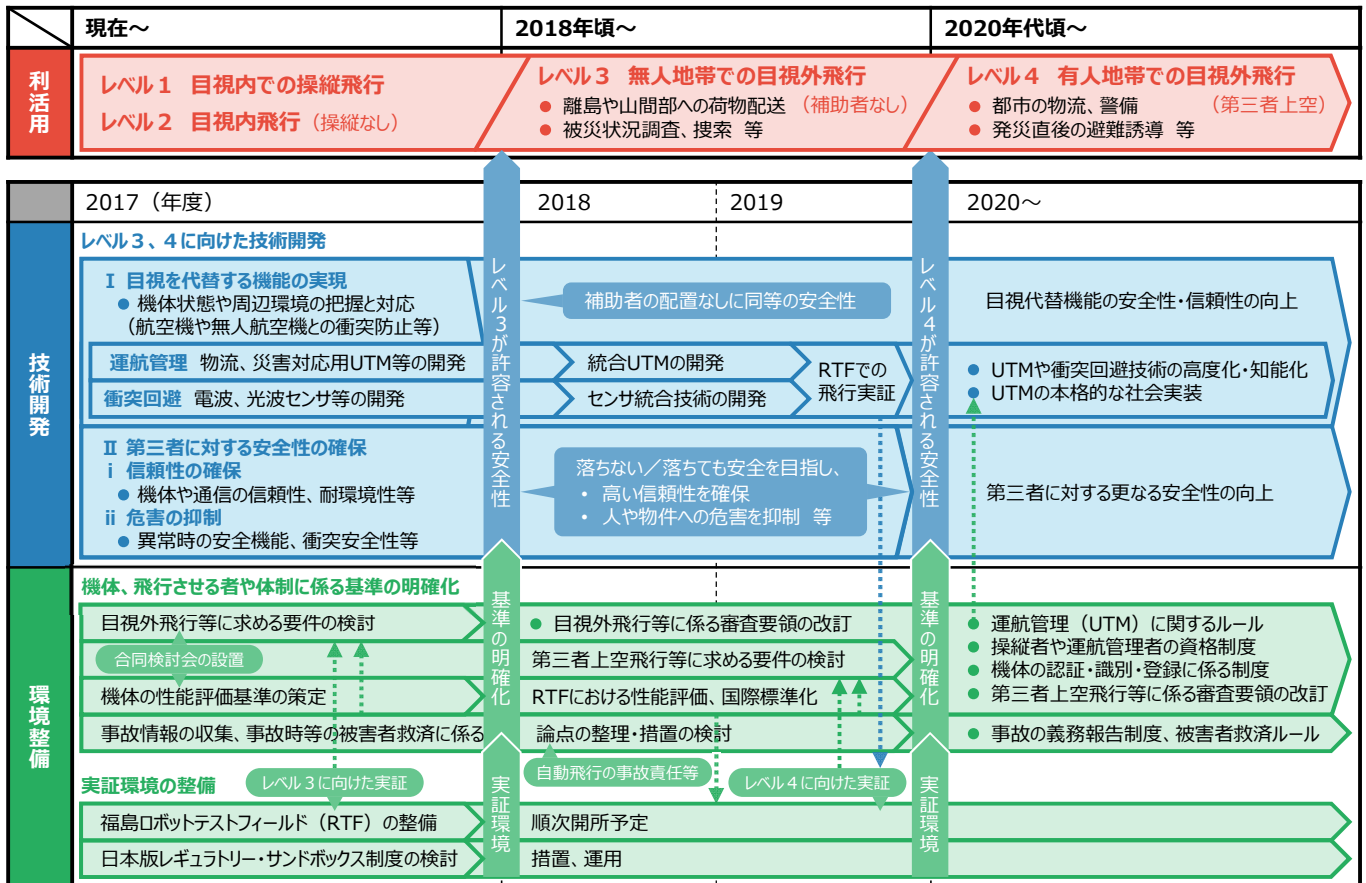 現在～
2018年頃～
2020年代頃～
利活用
レベル１ 目視内での操縦飛行
レベル２ 目視内飛行（操縦なし）
レベル３ 無人地帯での目視外飛行
● 離島や山間部への荷物配送（補助者なし）
● 被災状況調査、捜索 等
レベル４ 有人地帯での目視外飛行
● 都市の物流、警備 （第三者上空）
● 発災直後の避難誘導 等
2017（年度）
2018
2019
2020～
技術開発
レベル３、４に向けた技術開発
Ⅰ 目視を代替する機能の実現
● 機体状態や周辺環境の把握と対応
（航空機や無人航空機との衝突防止等）
レベル３が許容される安全性
補助者の配置なしに同等の安全性
レベル４が許容される安全性
目視代替機能の安全性・信頼性の向上
運航管理 物流、災害対応用UTM等の開発
統合UTMの開発
衝突回避 電波、光波センサ等の開発
センサ統合技術の開発
RTFでの
飛行実証
● UTMや衝突回避技術の高度化・知能化
● UTMの本格的な社会実装
Ⅱ 第三者に対する安全性の確保
ⅰ 信頼性の確保
● 機体や通信の信頼性、耐環境性等
ⅱ 危害の抑制
● 異常時の安全機能、衝突安全性等
落ちない／落ちても安全を目指し、
・ 高い信頼性を確保
・ 人や物件への危害を抑制 等
第三者に対する更なる安全性の向上
環境整備
機体、飛行させる者や体制に係る基準の明確化
目視外飛行等に求める要件の検討
合同検討会の設置
機体の性能評価基準の策定
事故情報の収集、事故時等の被害者救済に係る
基準の明確化
● 目視外飛行等に係る審査要領の改訂
第三者上空飛行等に求める要件の検討
RTFにおける性能評価、国際標準化
論点の整理・措置の検討
自動飛行の事故責任等
基準の明確化
● 運航管理（UTM）に関するルール
● 操縦者や運航管理者の資格制度
● 機体の認証・識別・登録に係る制度
● 第三者上空飛行等に係る審査要領の改訂
● 事故の義務報告制度、被害者救済ルール
実証環境の整備
レベル３に向けた実証
レベル４に向けた実証
福島ロボットテストフィールド（RTF）の整備
実証環境
順次開所予定
実証環境
日本版レギュラトリー・サンドボックス制度の検討
措置、運用